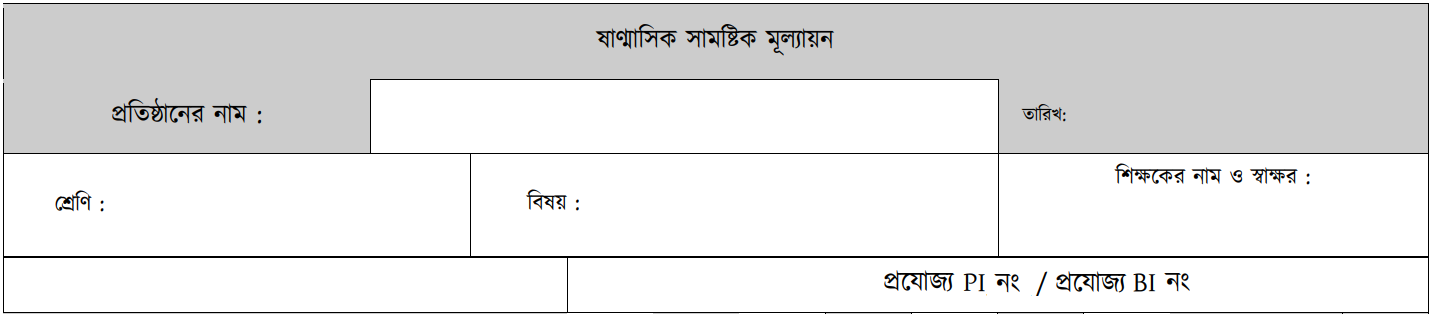 ষাণ্মাসিক সামষ্টিক মূল্যায়ন
প্রতিষ্ঠানের নাম :
তারিখ:
শ্রেণি :
বিষয় :
শিক্ষকের নাম ও স্বাক্ষর :
প্রযোজ্য PI নং / প্রযোজ্য BI নং